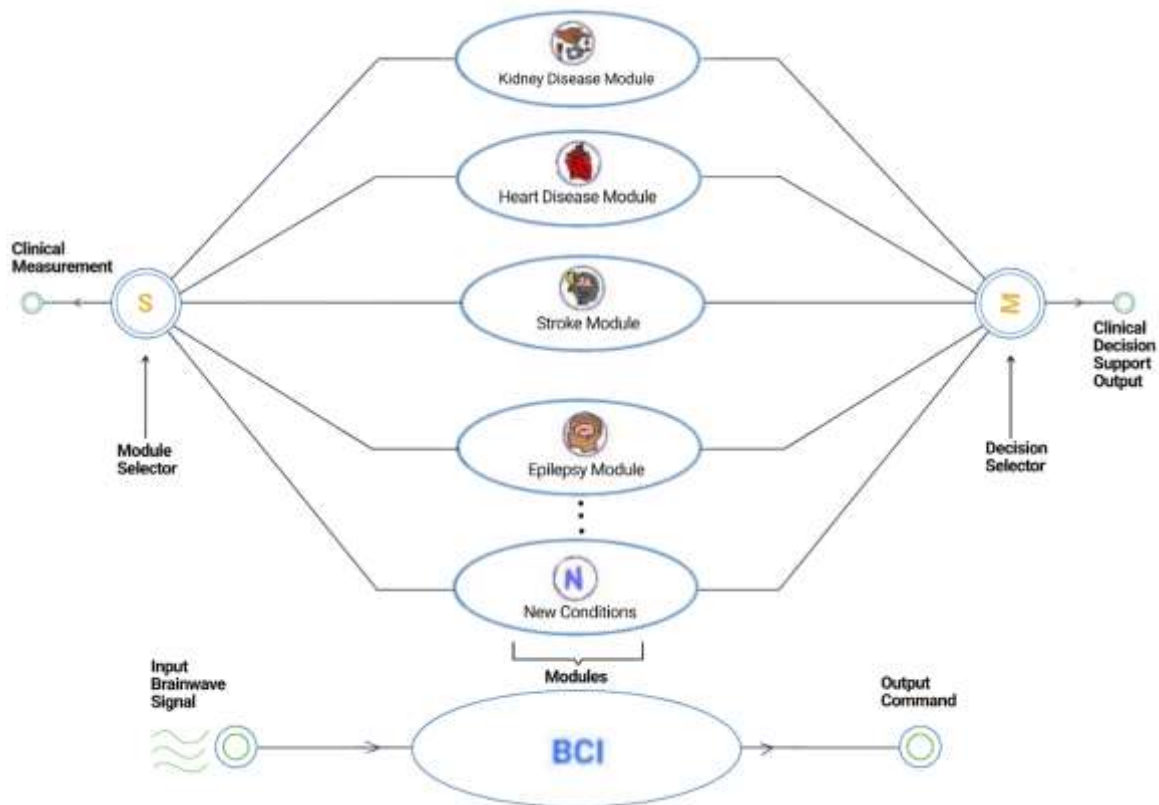 Kidney Disease Module
Heart Disease Module
Clinical
Measurement
S
M
Stroke Module
Clinical
Decision
Support
Output
Module
Selector
Epilepsy Module
Decision
Selector
N
New Conditions
Modules
Input
Brainwave
Signal
Output
Command
BCI